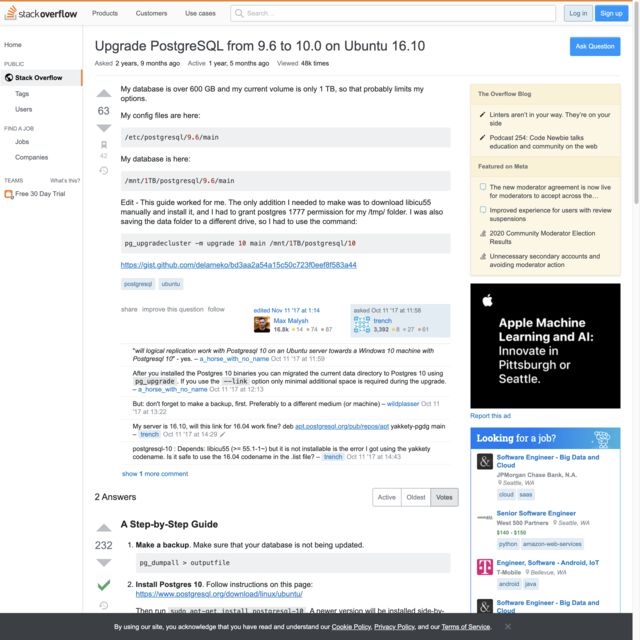 stackoverflow
Products
Customers
Use cases
Search…
Log in
Sign up
Home
PUBLIC
Stack Overflow
Tags
Users
FIND A JOB
Jobs
Companies
TEAMS What's this?
Free 30 Day Trial
Upgrade PostgreSQL from 9.6 to 10.0 on Ubuntu 16.10
Ask Question
Asked 2 years, 9 months ago Active 1 year, 5 months ago Viewed 48k times
63
42
My database is over 600 GB and my current volume is only 1 TB, so that probably limits my
options.
My config files are here:
/etc/postgresql/9.6/main
My database is here:
/mnt/1TB/postgresql/9.6/main
Edit - This guide worked for me. The only addition I needed to make was to download libicu55
manually and install it, and I had to grant postgres 1777 permission for my /tmp/ folder. I was also
saving the data folder to a different drive, so I had to use the command:
pg_upgradecluster -m upgrade 10 main /mnt/1TB/postgresql/10
https://gist.github.com/delameko/bd3aa2a54a15c50c723f0eef8f583a44
postgresql ubuntu
share improve this question follow
edited Nov 11 '17 at 1:14
Max Malysh
16.8k 14 74 87
asked Oct 11 '17 at 11:58
trench
3,392 8 27 61
"will logical replication work with Postgresql 10 on an Ubuntu server towards a Windows 10 machine with
Postgresql 10" - yes. – a_horse_with_no_name Oct 11 '17 at 11:59
After you installed the Postgres 10 binaries you can migrated the current data directory to Postgres 10 using
pg_upgrade. If you use the --link option only minimal additional space is required during the upgrade.
– a_horse_with_no_name Oct 11 '17 at 12:13
But: don't forget to make a backup, first. Preferably to a different medium (or machine) – wildplasser Oct 11
'17 at 13:22
My server is 16.10, will this link for 16.04 work fine? deb apt.postgresql.org/pub/repos/apt yakkety-pgdg main
– trench Oct 11 '17 at 14:29
postgresql-10 : Depends: libicu55 (>= 55.1-1~) but it is not installable is the error I got using the yakkety
codename. Is it safe to use the 16.04 codename in the .list file? – trench Oct 11 '17 at 14:43
show 1 more comment
2 Answers
Active Oldest Votes
232
A Step-by-Step Guide
1. Make a backup. Make sure that your database is not being updated.
pg_dumpall > outputfile
2. Install Postgres 10. Follow instructions on this page:
https://www.postgresql.org/download/linux/ubuntu/
Then run sudo apt-get install postgresql-10. A newer version will be installed side-by-
The Overflow Blog
Linters aren't in your way. They're on your
side
Podcast 254: Code Newbie talks
education and community on the web
Featured on Meta
The new moderator agreement is now live
for moderators to accept across the…
Improved experience for users with review
suspensions
2020 Community Moderator Election
Results
Unnecessary secondary accounts and
avoiding moderator action
Apple Machine
Learning and AI:
Innovate in
Pittsburgh or
Seattle.
Report this ad
Looking for a job?
Software Engineer - Big Data and
Cloud
JPMorgan Chase Bank, N.A.
Seattle, WA
cloud saas
Senior Software Engineer
West 500 Partners Seattle, WA
$140 - $150
python amazon-web-services
Engineer, Software - Android, IoT
T-Mobile Bellevue, WA
android java
Software Engineer - Big Data and
Cloud
By using our site, you acknowledge that you have read and understand our Cookie Policy, Privacy Policy, and our Terms of Service.